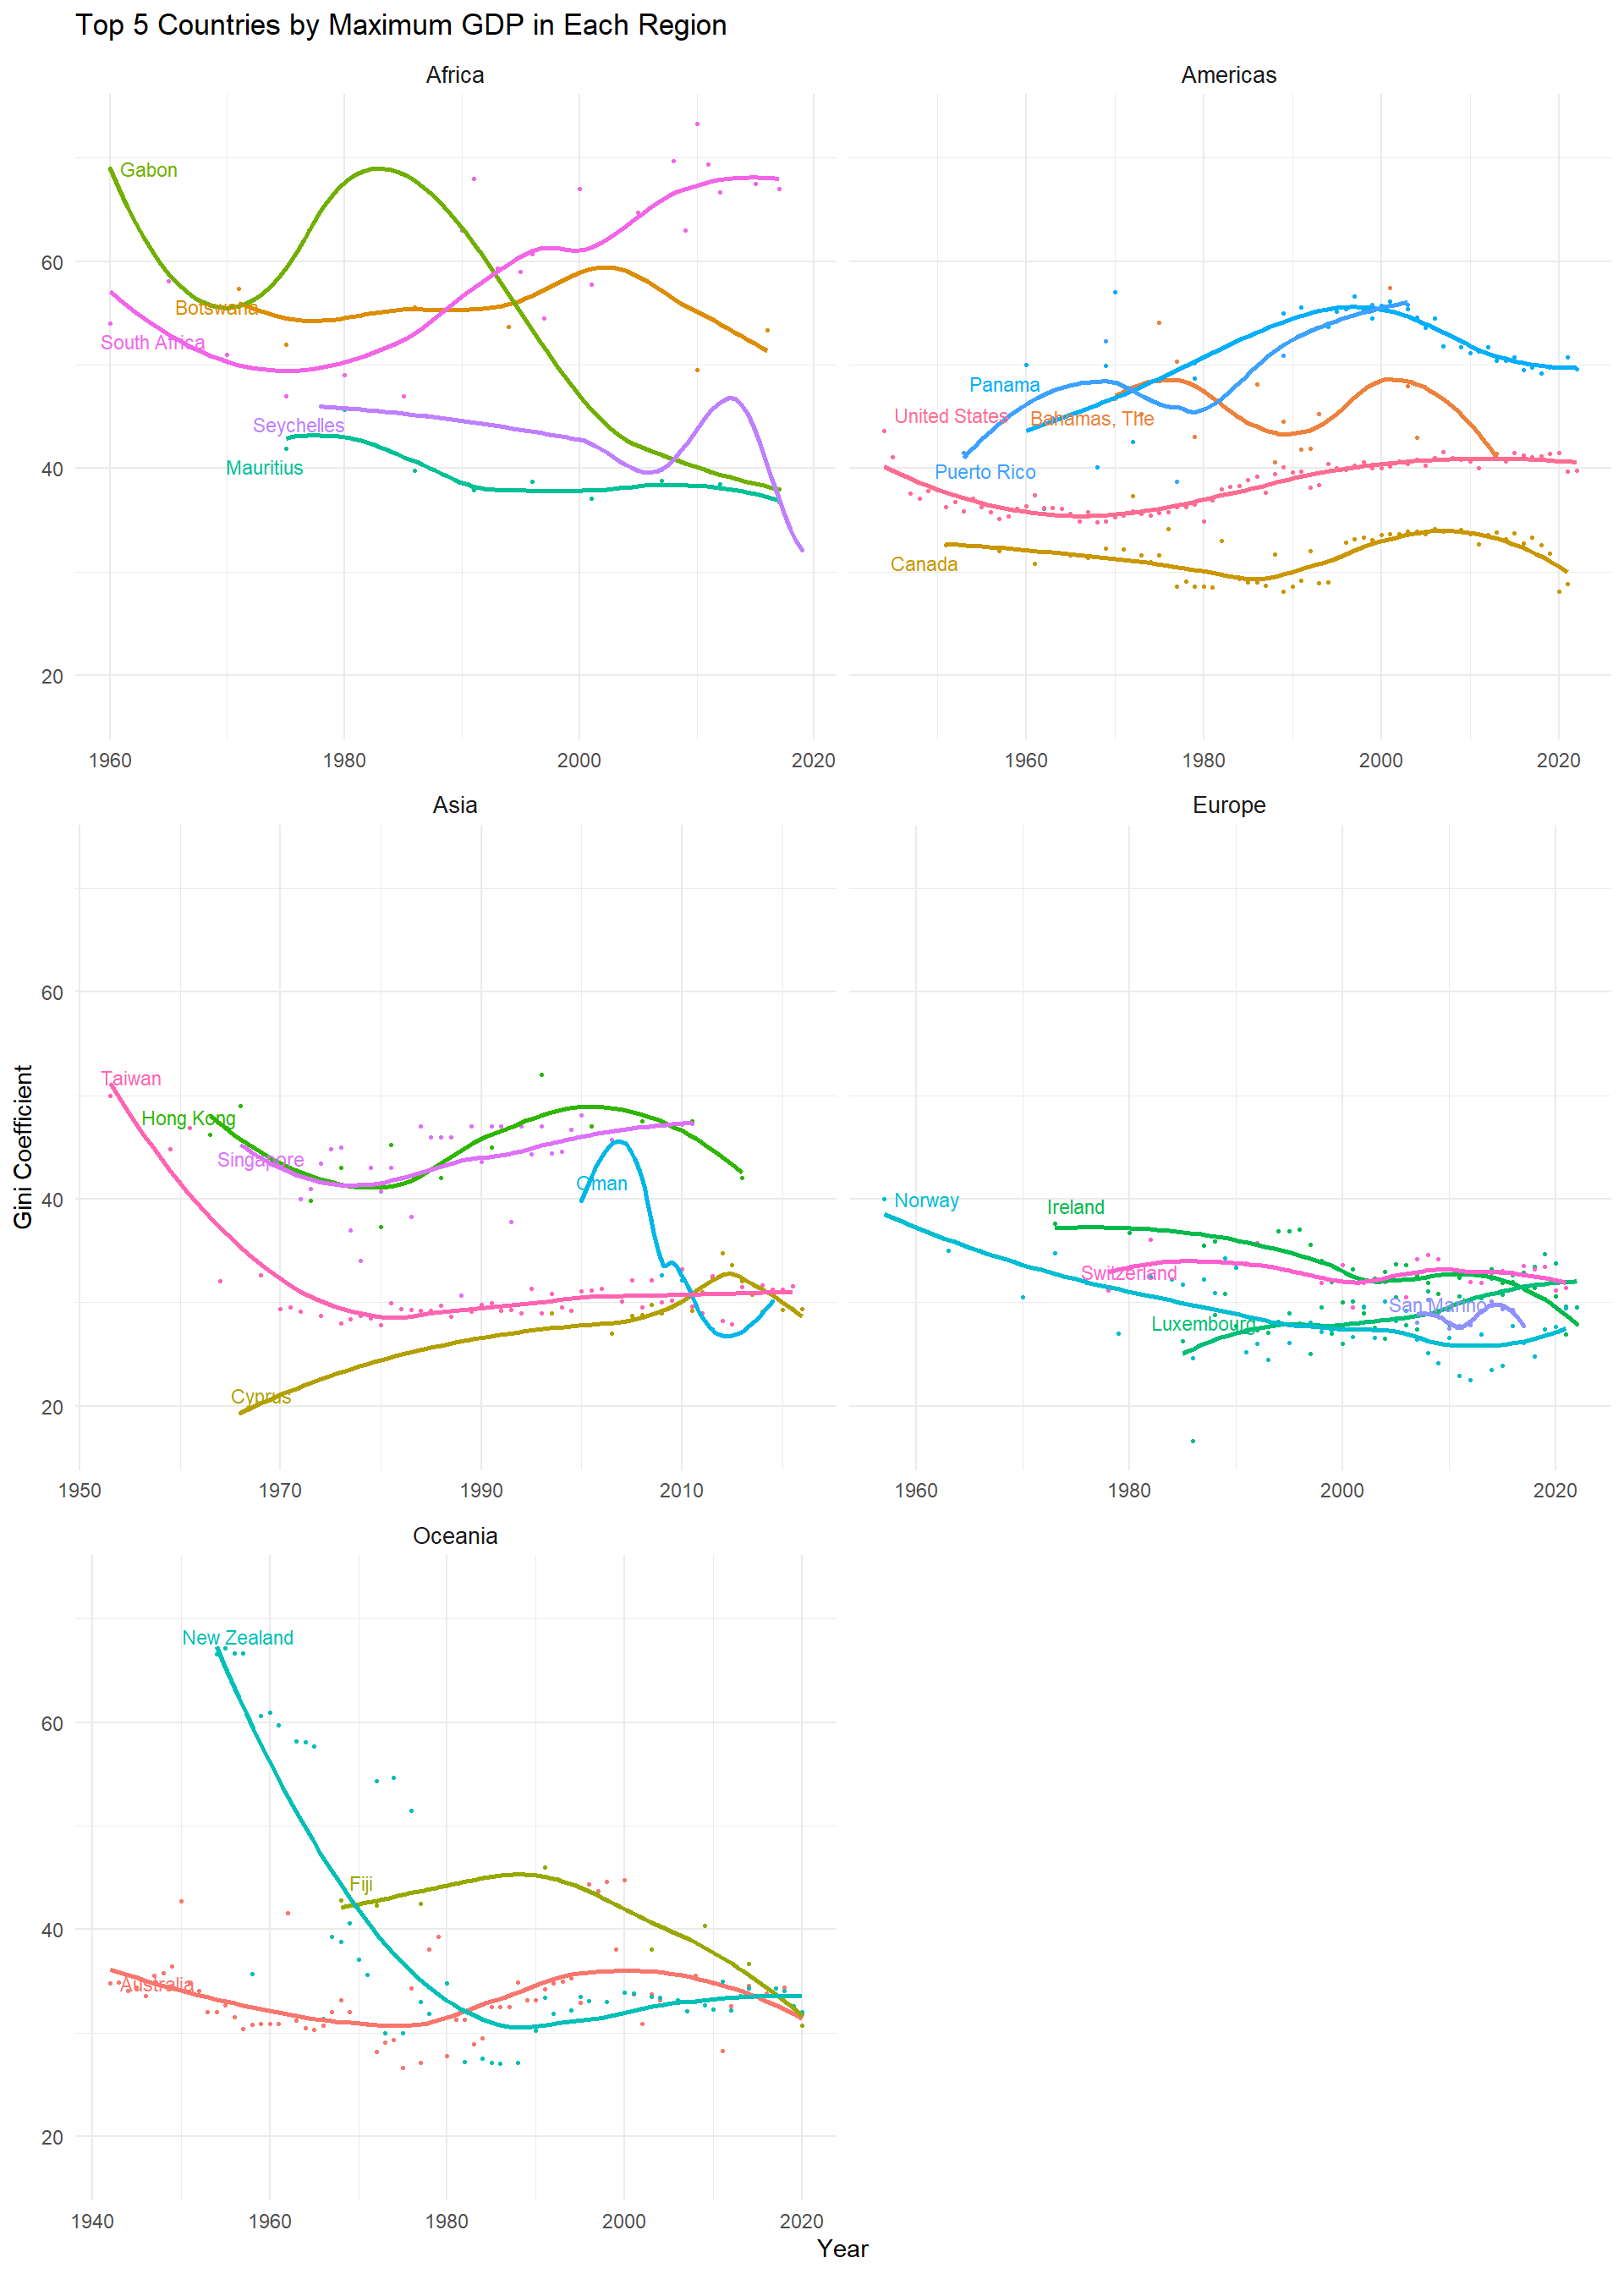 Top 5 Countries by Maximum GDP in Each Region
Africa
Americas
Gabon
60
Botswana
South Africa
Panama
United States
Bahamas, The
Seychelles
Mauritius
Puerto Rico
40
Canada
20
1960
1980
2000
2020
1960
1980
2000
2020
Asia
Europe
60
Taiwan
Hong Kong
Singapore
Oman
Gini Coefficient
40
Norway
Ireland
Switzerland
San Marino
Luxembourg
Cyprus
20
1950
1970
1990
2010
1960
1980
2000
2020
Oceania
New Zealand
60
Fiji
40
Australia
20
1940
1960
1980
2000
2020
Year